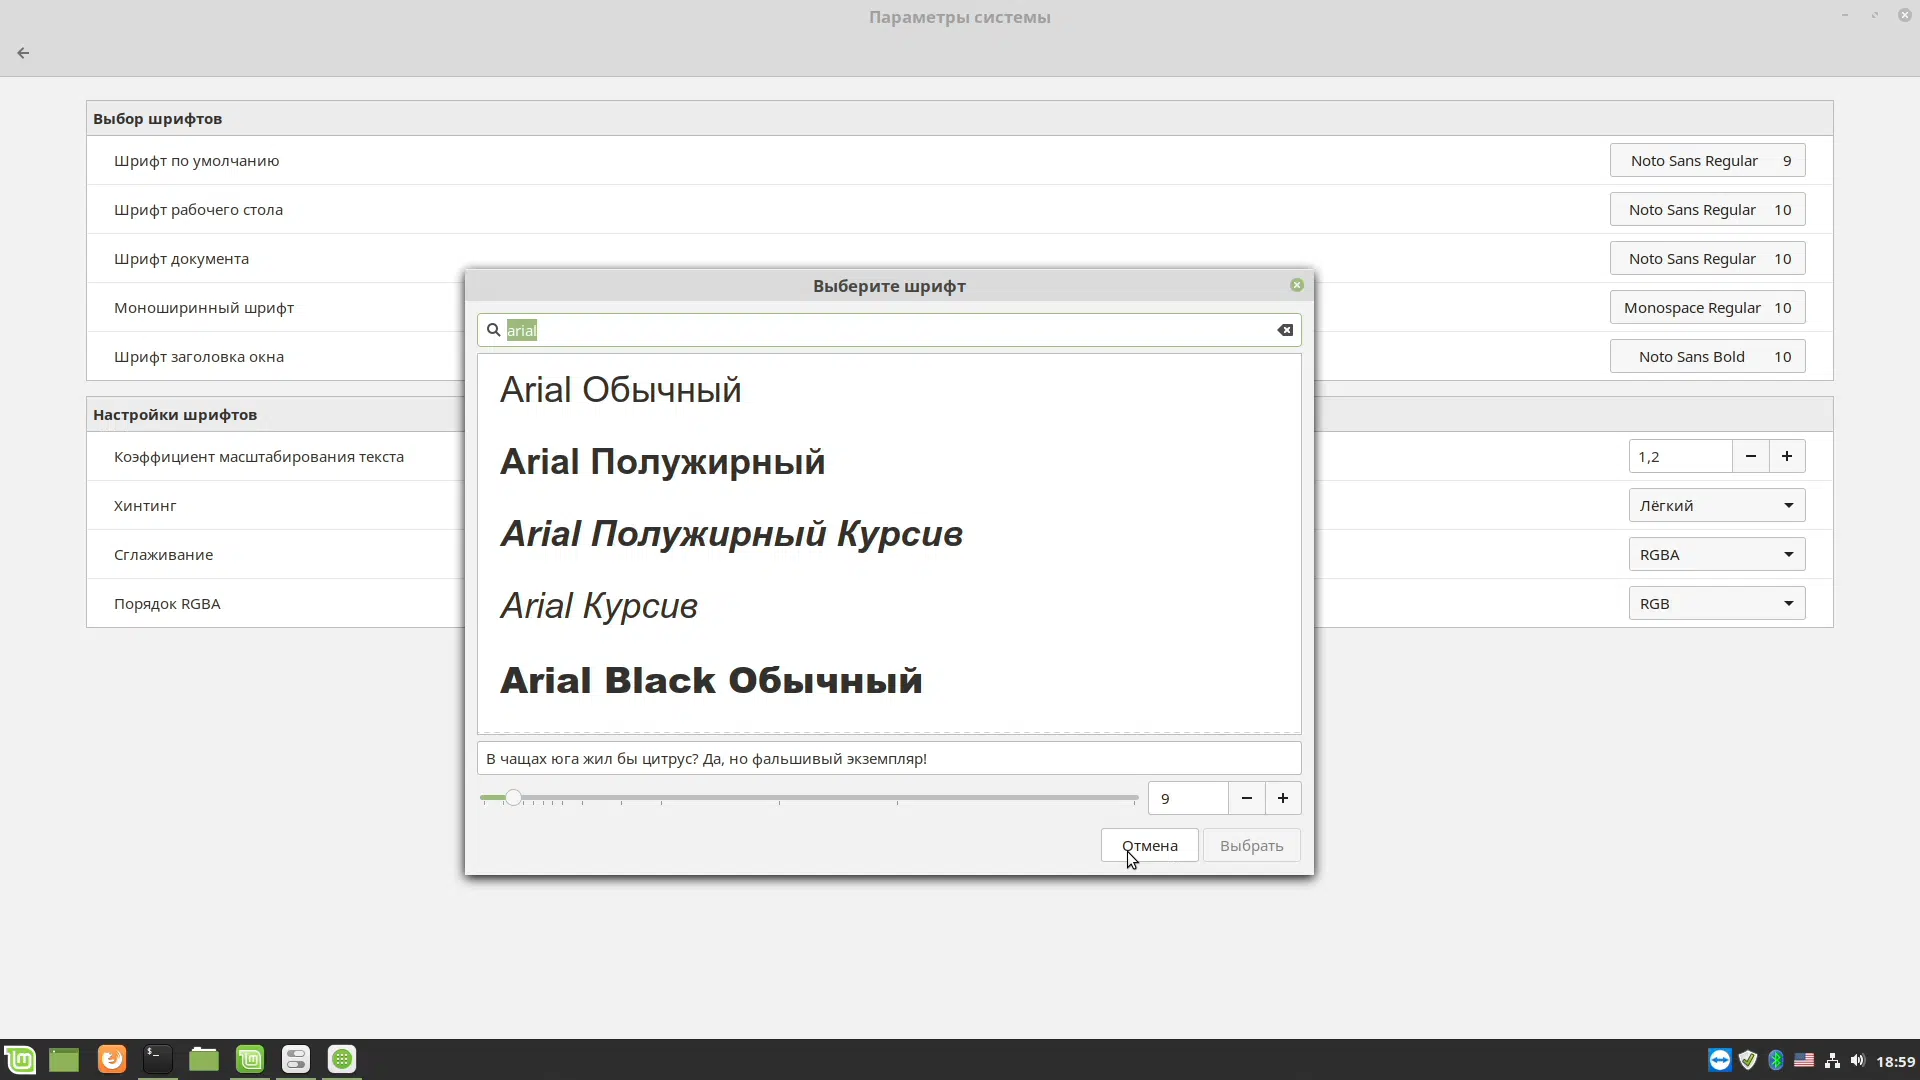 Параметры системы
Выбор шрифтов
Шрифт по умолчанию
Noto Sans Regular 9
Шрифт рабочего стола
Noto Sans Regular 10
Шрифт документа
Noto Sans Regular 10
Моноширинный шрифт
Monospace Regular 10
Шрифт заголовка окна
Noto Sans Bold 10
Настройки шрифтов
Коэффициент масштабирования текста
1,2
Хинтинг
Лёгкий
Сглаживание
RGBA
Порядок RGBA
RGB
Выберите шрифт
arial
Arial Обычный
Arial Полужирный
Arial Полужирный Курсив
Arial Курсив
Arial Black Обычный
В чащах юга жил бы цитрус? Да, но фальшивый экземпляр!
9
Отмена
Выбрать
18:59